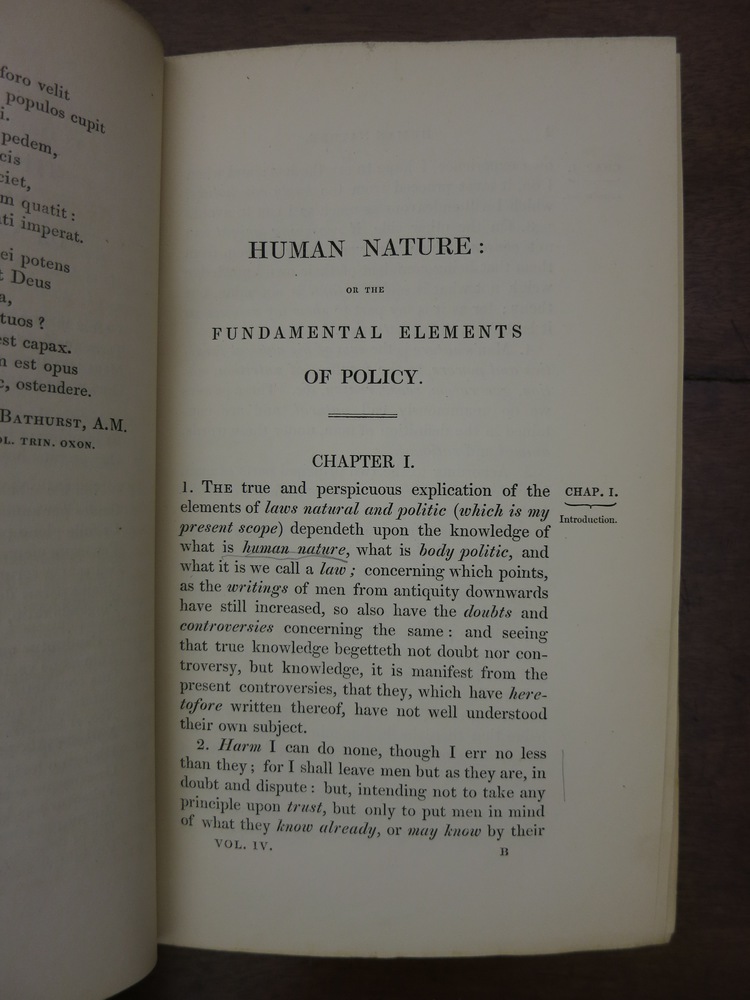 foro velit
populos cupit
i.
pedem,
cis
ciet,
m quatit:
ti imperat.
ei potens
t Deus
a,
tuos ?
est capax.
n est opus
c, ostendere.
BATHURST, A.M.
OL. TRIN. OXON.
HUMAN NATURE:
OR THE
FUNDAMENTAL ELEMENTS
OF POLICY.
CHAPTER I.
1. THE true and perspicuous explication of the
elements of laws natural and politic (which is my
present scope) dependeth upon the knowledge of
what is human nature, what is body politic, and
what it is we call a law; concerning which points,
as the writings of men from antiquity downwards
have still increased, so also have the doubts and
controversies concerning the same: and seeing
that true knowledge begetteth not doubt nor con-
troversy, but knowledge, it is manifest from the
present controversies, that they, which have here-
tofore written thereof, have not well understood
their own subject.
2. Harm I can do none, though I err no less
than they; for I shall leave men but as they are, in
doubt and dispute: but, intending not to take any
principle upon trust, but only to put men in mind
of what they know already, or may know by their
CHAP. I.
Introduction.
VOL. IV.
B